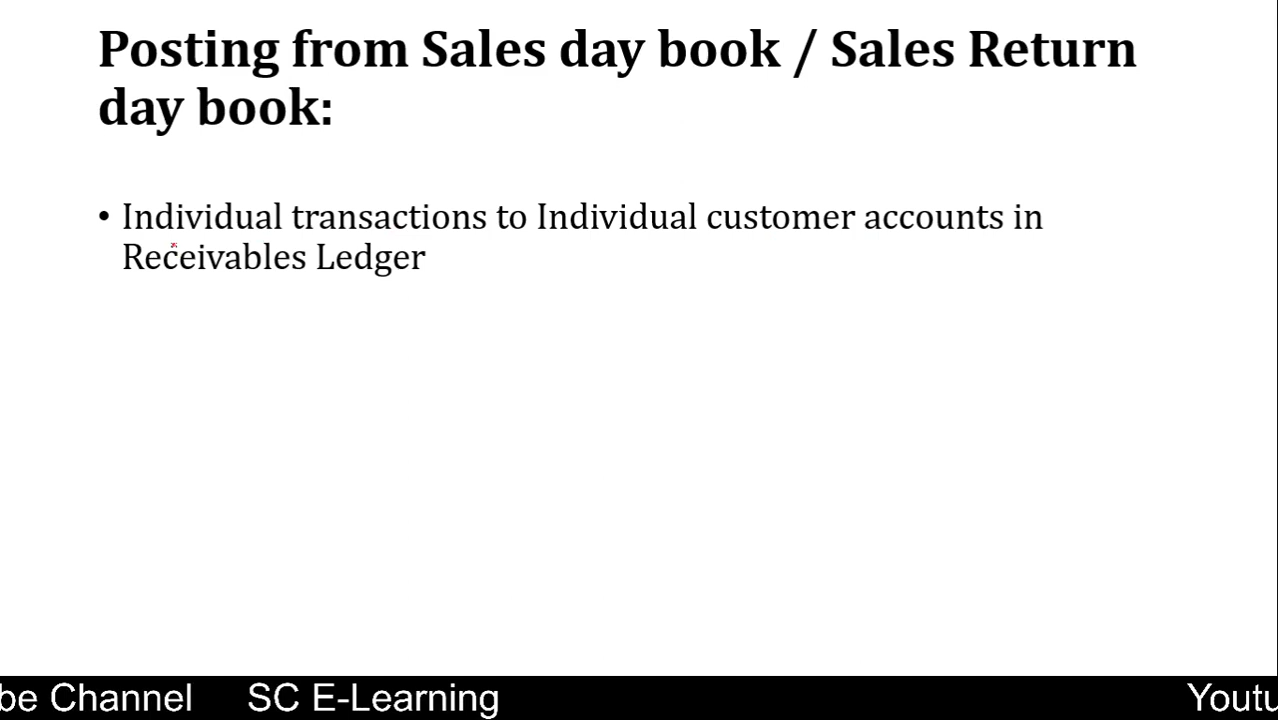 Posting from Sales day book / Sales Return
day book:
• Individual transactions to Individual customer accounts in
Receivables Ledger
be Channel SC E-Learning Youtu